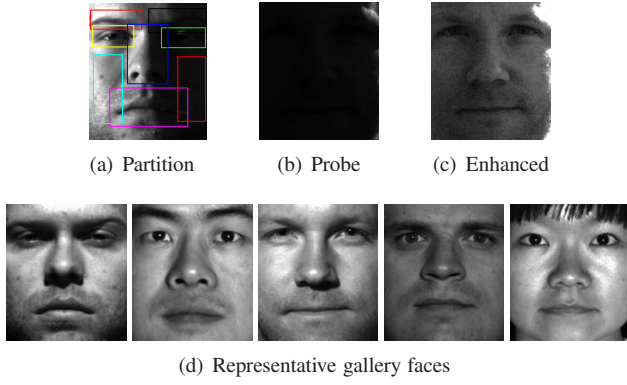 (a) Partition
(b) Probe
(c) Enhanced
(d) Representative gallery faces